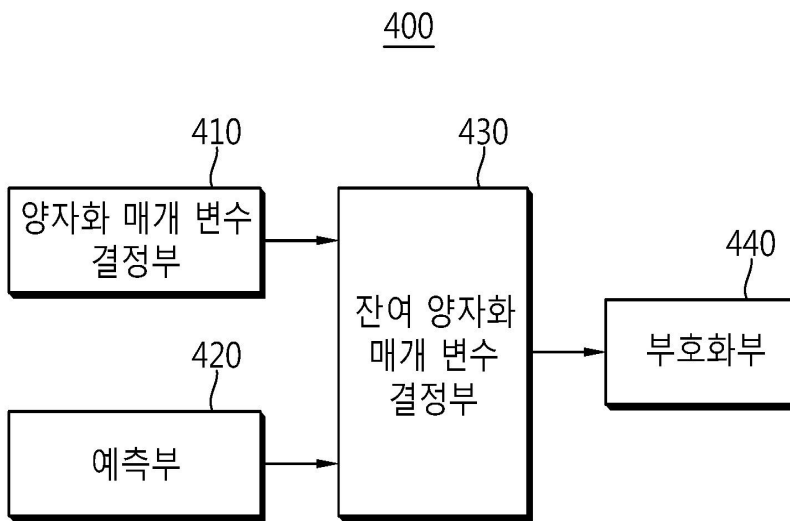 400
410
양자화 매개 변수
결정부
420
예측부
430
잔여 양자화
매개 변수
결정부
440
부호화부